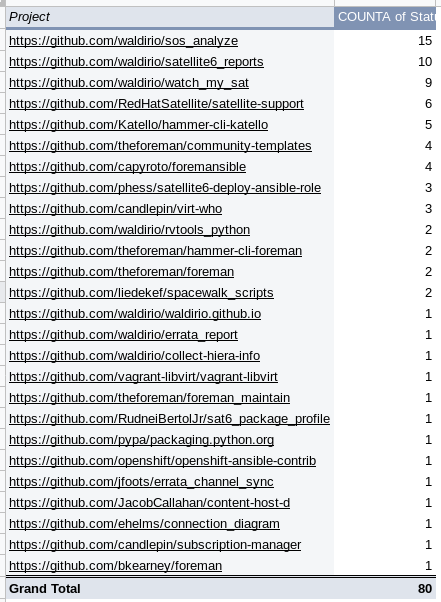 Project COUNTA of Stat
https://github.com/waldirio/sos_analyze 15
https://github.com/waldirio/satellite6_reports 10
https://github.com/waldirio/watch_my_sat 9
https://github.com/RedHatSatellite/satellite-support 6
https://github.com/Katello/hammer-cli-katello 5
https://github.com/theforeman/community-templates 4
https://github.com/capyroto/foremansible 4
https://github.com/phess/satellite6-deploy-ansible-role 3
https://github.com/candlepin/virt-who 3
https://github.com/waldirio/rvtools_python 2
https://github.com/theforeman/hammer-cli-foreman 2
https://github.com/theforeman/foreman 2
https://github.com/liedekef/spacewalk_scripts 2
https://github.com/waldirio/waldirio.github.io 1
https://github.com/waldirio/errata_report 1
https://github.com/waldirio/collect-hiera-info 1
https://github.com/vagrant-libvirt/vagrant-libvirt 1
https://github.com/theforeman/foreman_maintain 1
https://github.com/RudneiBertolJr/sat6_package_profile 1
https://github.com/pypa/packaging.python.org 1
https://github.com/openshift/openshift-ansible-contrib 1
https://github.com/jfoots/errata_channel_sync 1
https://github.com/JacobCallahan/content-host-d 1
https://github.com/ehelms/connection_diagram 1
https://github.com/candlepin/subscription-manager 1
https://github.com/bkearney/foreman 1
Grand Total 80